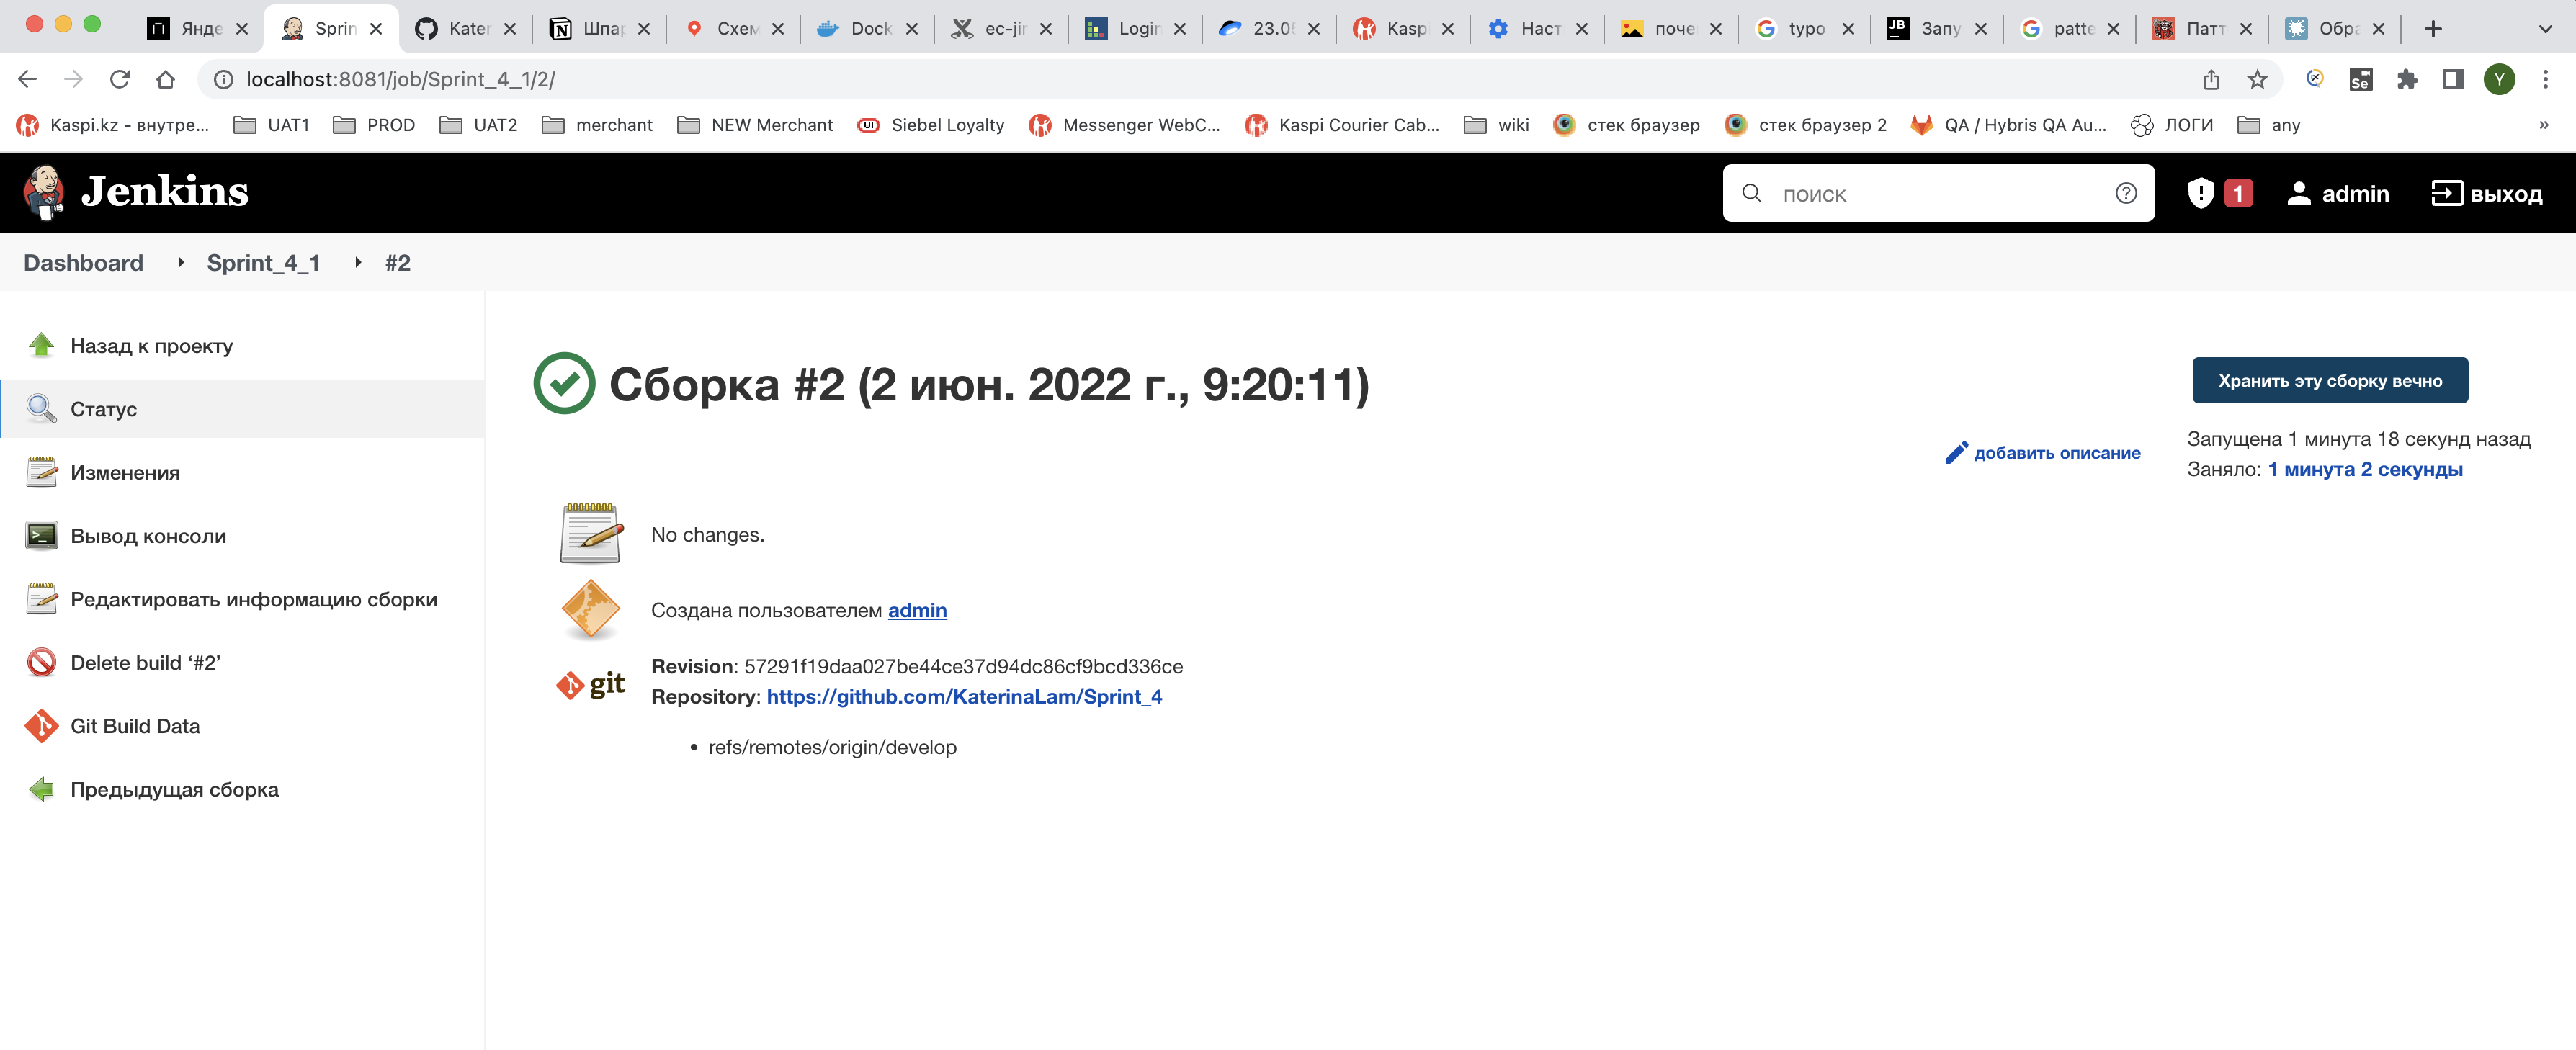 Янде
Sprin
Kater
Шпар
Схем
Dock
ec-jir
Login
23.05
Kasp
Наст
поче
typo
JB
Запу
patte
Патт
Обра
localhost:8081/job/Sprint_4_1/2/
Se
Y
Kaspi.kz - внутре...
UAT1
PROD
UAT2
merchant
NEW Merchant
UI
Siebel Loyalty
Messenger WebC...
Kaspi Courier Cab...
wiki
стек браузер
стек браузер 2
QA / Hybris QA Au...
ЛОГИ
any
»
Jenkins
поиск
1
admin
выход
Dashboard
Sprint_4_1
#2
Назад к проекту
Статус
Изменения
Вывод консоли
Редактировать информацию сборки
Delete build ‘#2’
Git Build Data
Предыдущая сборка
Сборка #2 (2 июн. 2022 г., 9:20:11)
Хранить эту сборку вечно
добавить описание
Запущена 1 минута 18 секунд назад
Заняло: 1 минута 2 секунды
No changes.
Создана пользователем admin
git
Revision: 57291f19daa027be44ce37d94dc86cf9bcd336ce
Repository: https://github.com/KaterinaLam/Sprint_4
• refs/remotes/origin/develop